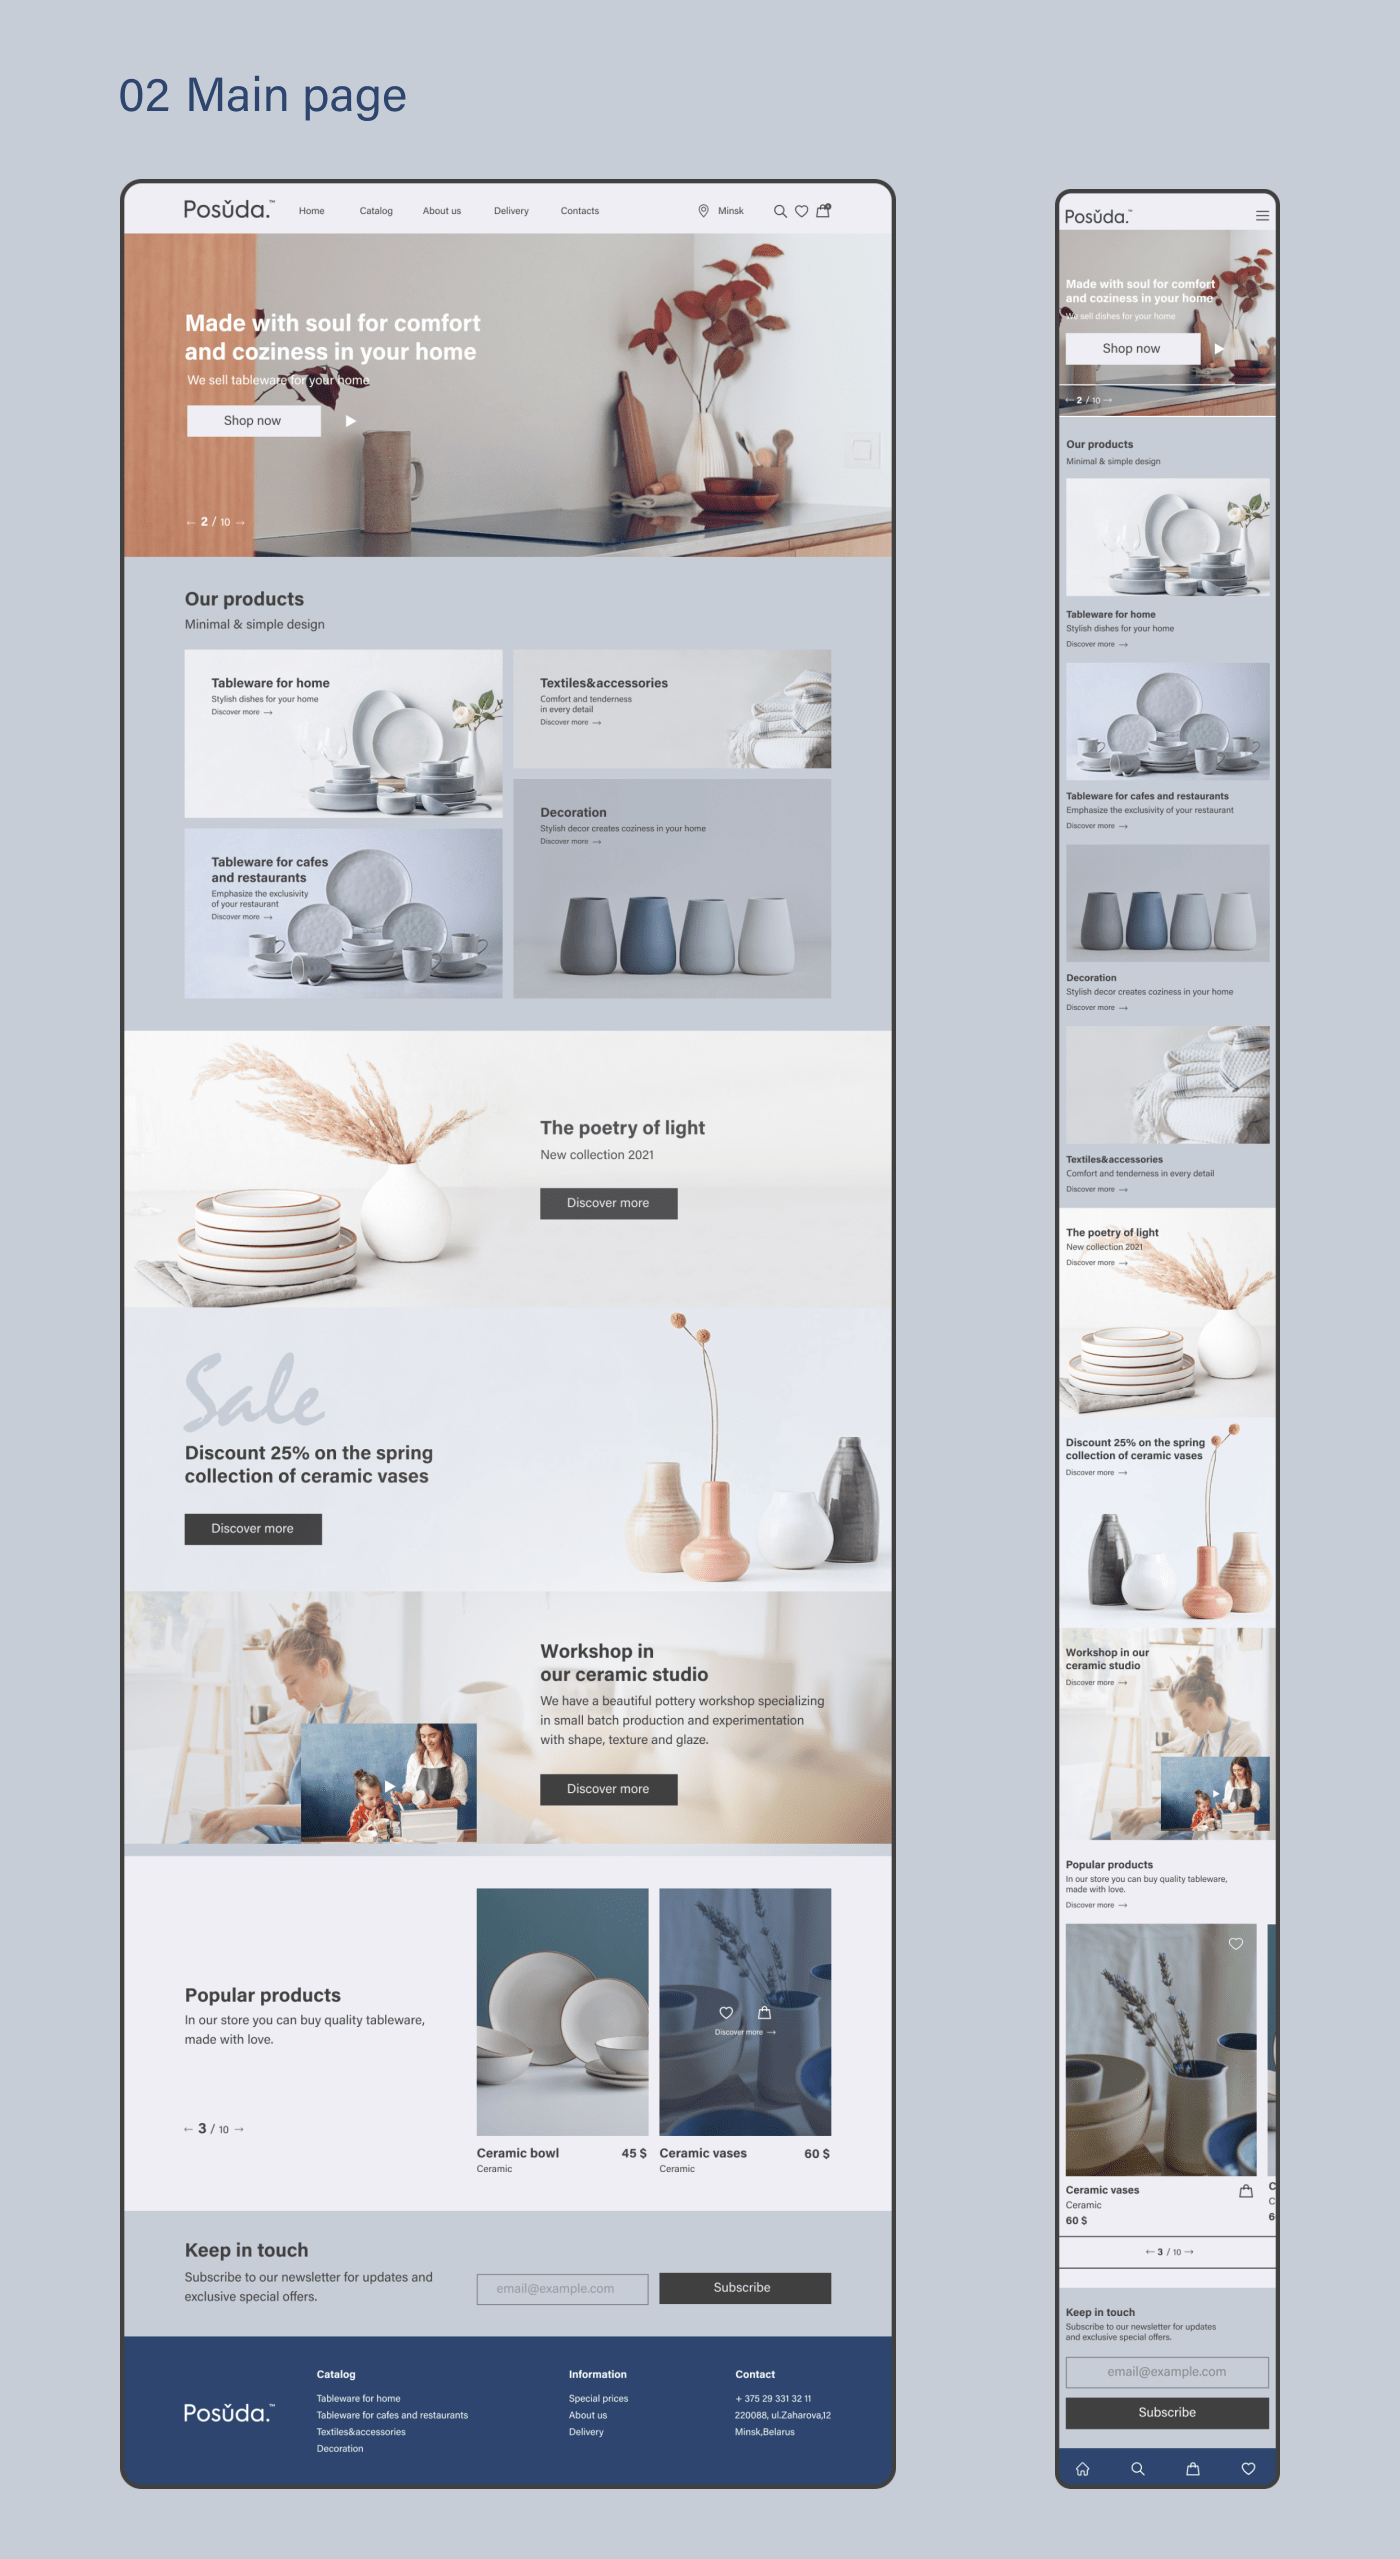 02 Main page
Posŭda.™
Home Catalog About us Delivery Contacts Minsk
Made with soul for comfort
and coziness in your home
We sell tableware for your home
Shop now
← 2 / 10 →
Our products
Minimal & simple design
Tableware for home
Stylish dishes for your home
Discover more →
Textiles&accessories
Comfort and tenderness
in every detail
Discover more →
Tableware for cafes
and restaurants
Emphasize the exclusivity
of your restaurant
Discover more →
Decoration
Stylish decor creates coziness in your home
Discover more →
The poetry of light
New collection 2021
Discover more
Sale
Discount 25% on the spring
collection of ceramic vases
Discover more
Workshop in
our ceramic studio
We have a beautiful pottery workshop specializing
in small batch production and experimentation
with shape, texture and glaze.
Discover more
Popular products
In our store you can buy quality tableware,
made with love.
← 3 / 10 →
Discover more →
Ceramic bowl 45 $
Ceramic
Ceramic vases 60 $
Ceramic
Keep in touch
Subscribe to our newsletter for updates and
exclusive special offers.
email@example.com
Subscribe
Posŭda.™
Catalog
Tableware for home
Tableware for cafes and restaurants
Textiles&accessories
Decoration
Information
Special prices
About us
Delivery
Contact
+ 375 29 331 32 11
220088, ul.Zaharova,12
Minsk,Belarus
Posŭda.™
Made with soul for comfort
and coziness in your home
We sell dishes for your home
Shop now
← 2 / 10 →
Our products
Minimal & simple design
Tableware for home
Stylish dishes for your home
Discover more →
Tableware for cafes and restaurants
Emphasize the exclusivity of your restaurant
Discover more →
Decoration
Stylish decor creates coziness in your home
Discover more →
Textiles&accessories
Comfort and tenderness in every detail
Discover more →
The poetry of light
New collection 2021
Discover more →
Discount 25% on the spring
collection of ceramic vases
Discover more →
Workshop in our
ceramic studio
Discover more →
Popular products
In our store you can buy quality tableware,
made with love.
Discover more →
Ceramic vases C
Ceramic C
60 $ 6
← 3 / 10 →
Keep in touch
Subscribe to our newsletter for updates
and exclusive special offers.
email@example.com
Subscribe